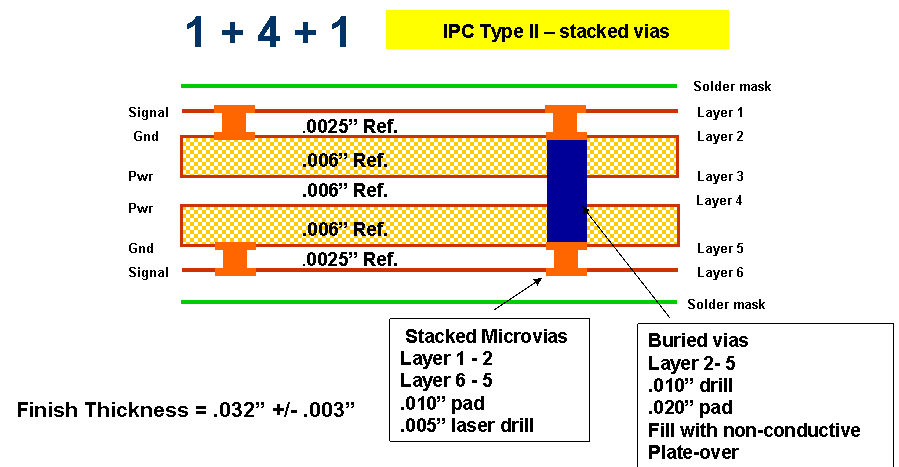 1 + 4 + 1
IPC Type II – stacked vias
Solder mask
Signal
Layer 1
.0025” Ref.
Gnd
Layer 2
.006” Ref.
Pwr
Layer 3
.006” Ref.
Pwr
Layer 4
.006” Ref.
Gnd
Layer 5
.0025” Ref.
Signal
Layer 6
Solder mask
Stacked Microvias
Layer 1 - 2
Layer 6 - 5
.010” pad
.005” laser drill
Buried vias
Layer 2- 5
.010” drill
.020” pad
Fill with non-conductive
Plate-over
Finish Thickness = .032” +/- .003”